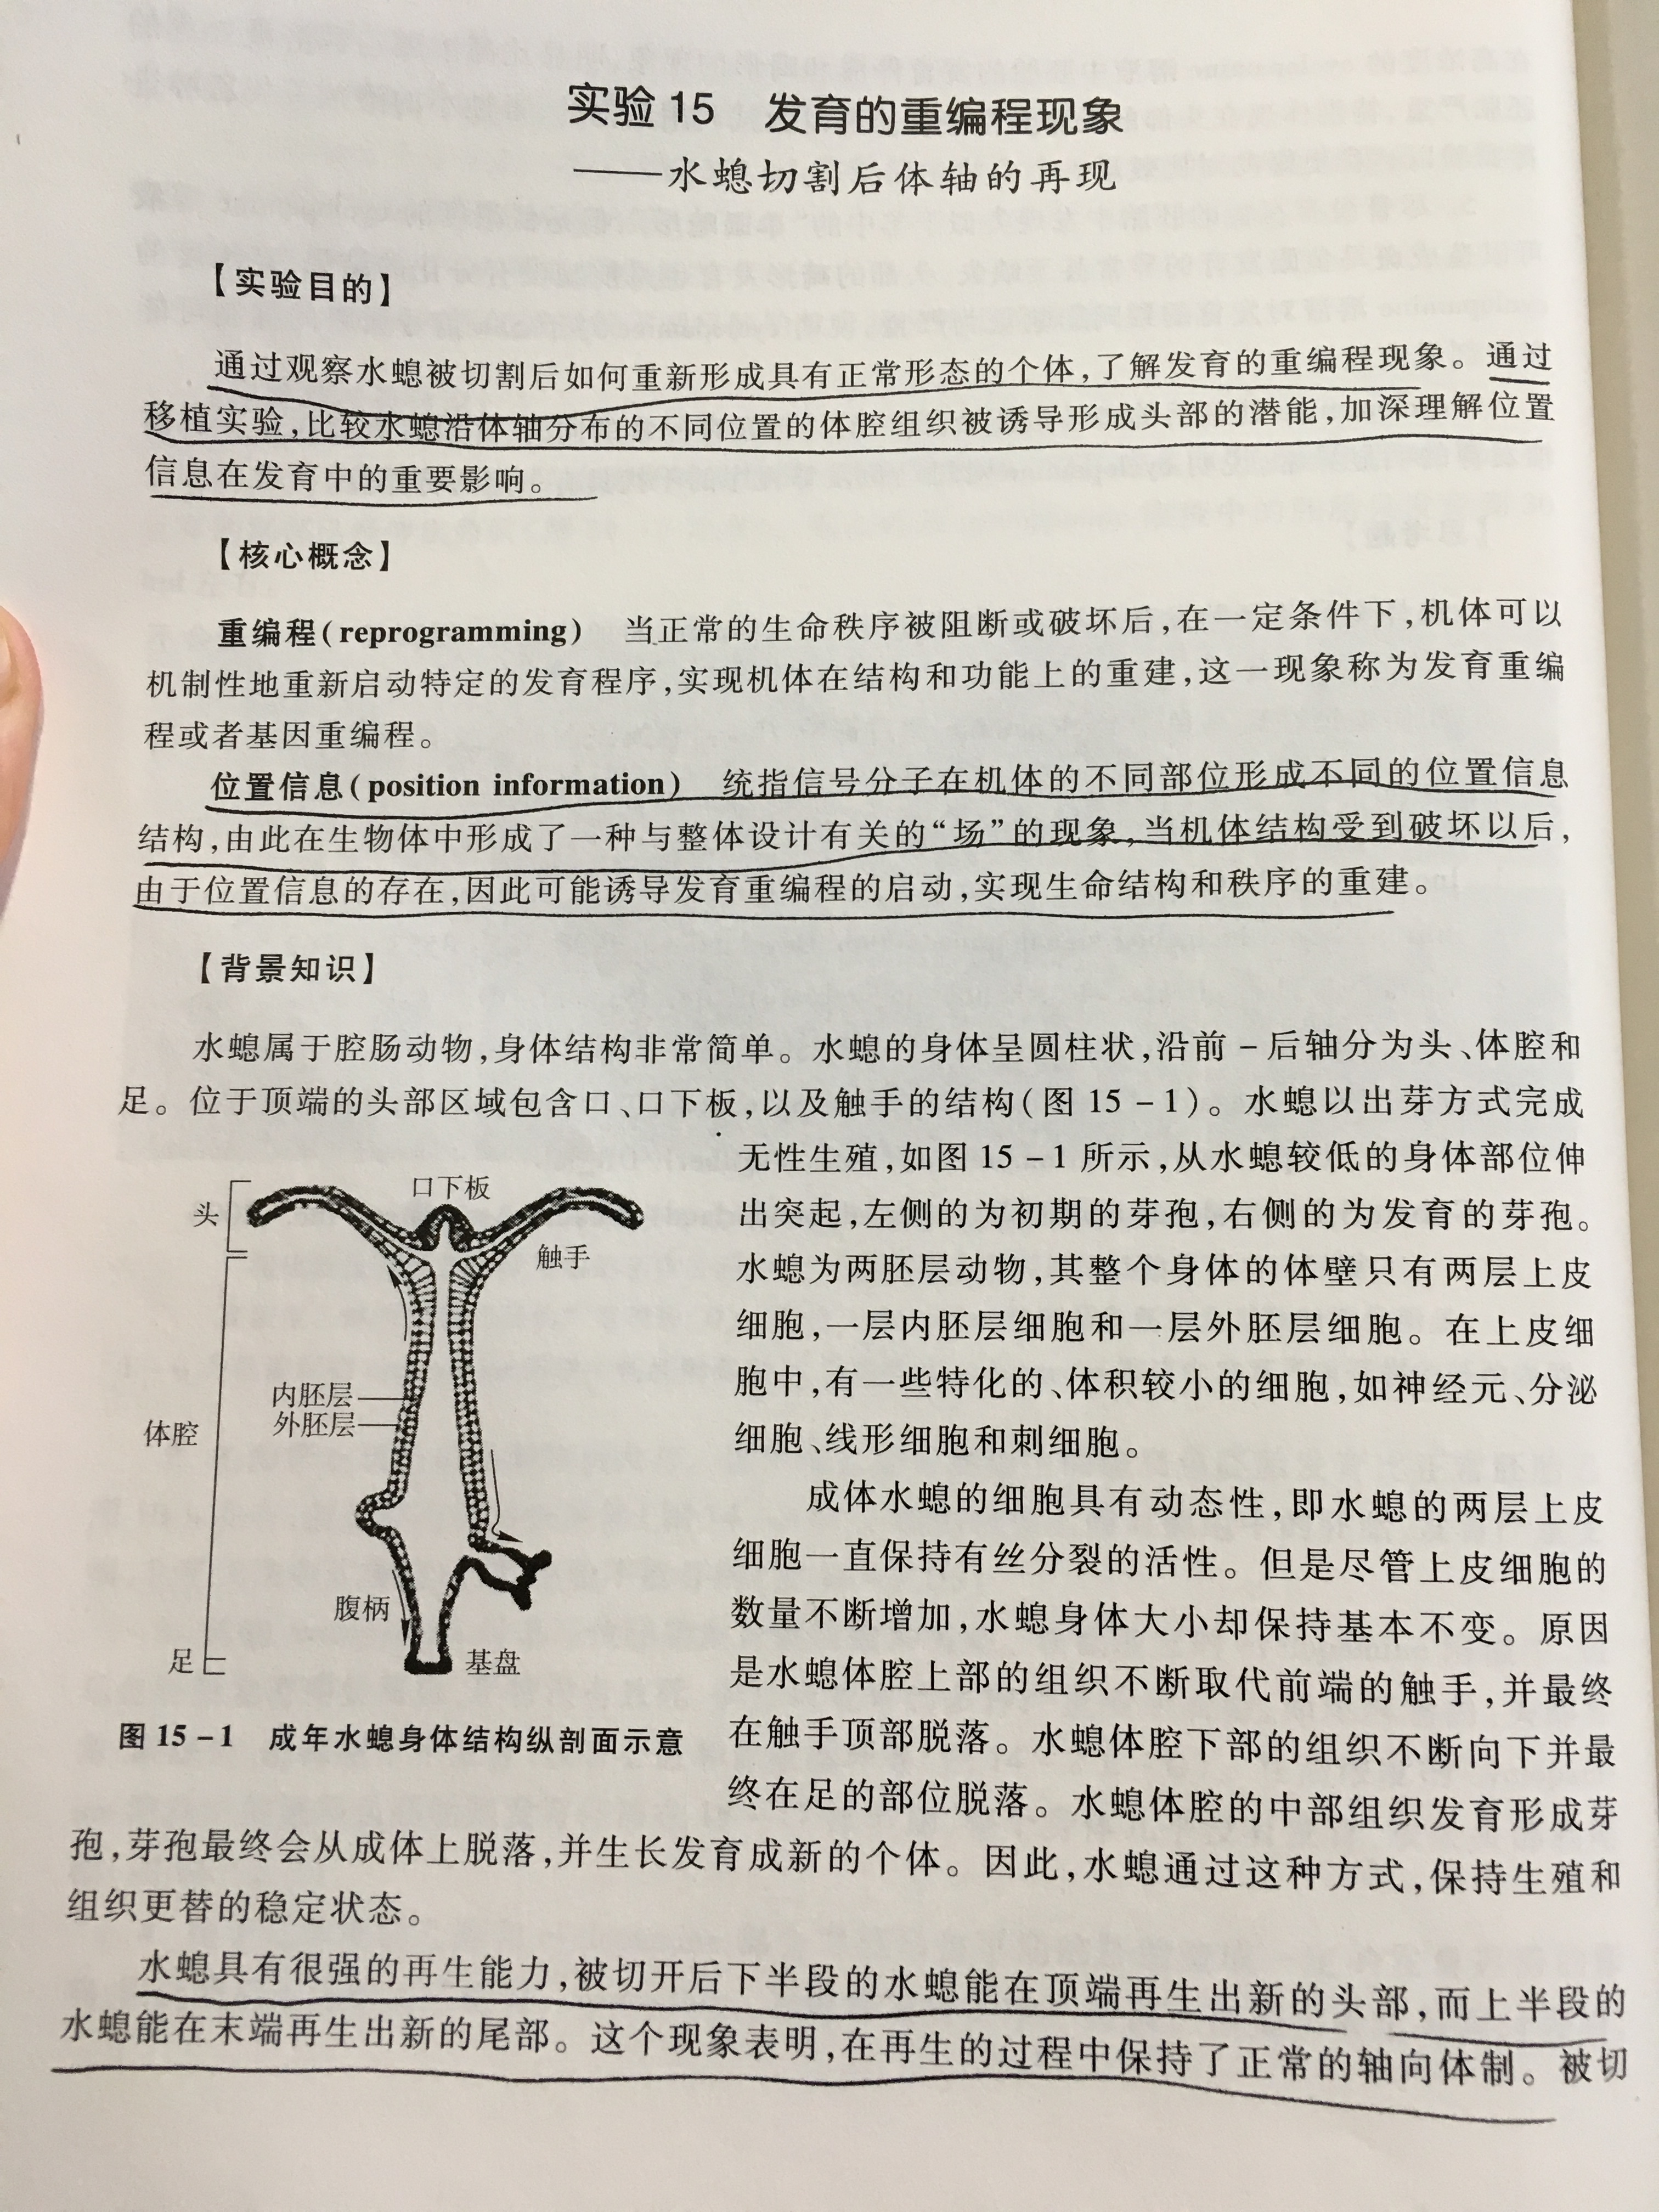 实验15　发育的重编程现象
——水螅切割后体轴的再现
【实验目的】
通过观察水螅被切割后如何重新形成具有正常形态的个体，了解发育的重编程现象。通过
移植实验，比较水螅沿体轴分布的不同位置的体腔组织被诱导形成头部的潜能，加深理解位置
信息在发育中的重要影响。
【核心概念】
重编程(reprogramming)　当正常的生命秩序被阻断或破坏后，在一定条件下，机体可以
机制性地重新启动特定的发育程序，实现机体在结构和功能上的重建，这一现象称为发育重编
程或者基因重编程。
位置信息(position information)　统指信号分子在机体的不同部位形成不同的位置信息
结构，由此在生物体中形成了一种与整体设计有关的“场”的现象，当机体结构受到破坏以后，
由于位置信息的存在，因此可能诱导发育重编程的启动，实现生命结构和秩序的重建。
【背景知识】
水螅属于腔肠动物，身体结构非常简单。水螅的身体呈圆柱状，沿前－后轴分为头、体腔和
足。位于顶端的头部区域包含口、口下板，以及触手的结构(图15－1)。水螅以出芽方式完成
无性生殖，如图15－1所示，从水螅较低的身体部位伸
出突起，左侧的为初期的芽孢，右侧的为发育的芽孢。
水螅为两胚层动物，其整个身体的体壁只有两层上皮
细胞，一层内胚层细胞和一层外胚层细胞。在上皮细
胞中，有一些特化的、体积较小的细胞，如神经元、分泌
细胞、线形细胞和刺细胞。
成体水螅的细胞具有动态性，即水螅的两层上皮
细胞一直保持有丝分裂的活性。但是尽管上皮细胞的
数量不断增加，水螅身体大小却保持基本不变。原因
是水螅体腔上部的组织不断取代前端的触手，并最终
在触手顶部脱落。水螅体腔下部的组织不断向下并最
终在足的部位脱落。水螅体腔的中部组织发育形成芽
头
口下板
触手
内胚层
外胚层
体腔
腹柄
足
基盘
图15－1　成年水螅身体结构纵剖面示意
孢，芽孢最终会从成体上脱落，并生长发育成新的个体。因此，水螅通过这种方式，保持生殖和
组织更替的稳定状态。
水螅具有很强的再生能力，被切开后下半段的水螅能在顶端再生出新的头部，而上半段的
水螅能在末端再生出新的尾部。这个现象表明，在再生的过程中保持了正常的轴向体制。被切